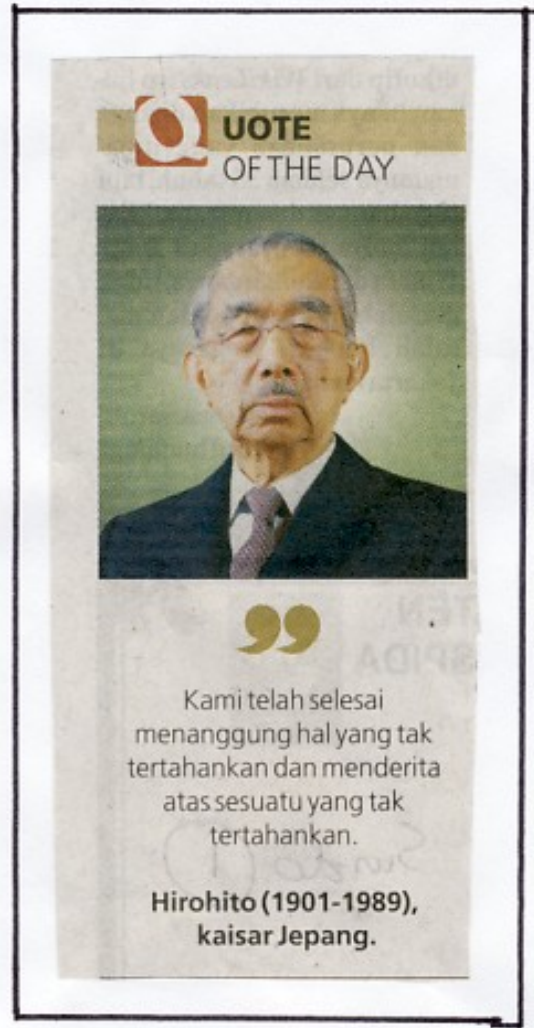 QUOTE
OF THE DAY
”
Kami telah selesai
menanggung hal yang tak
tertahankan dan menderita
atas sesuatu yang tak
tertahankan.
Hirohito (1901-1989),
kaisar Jepang.